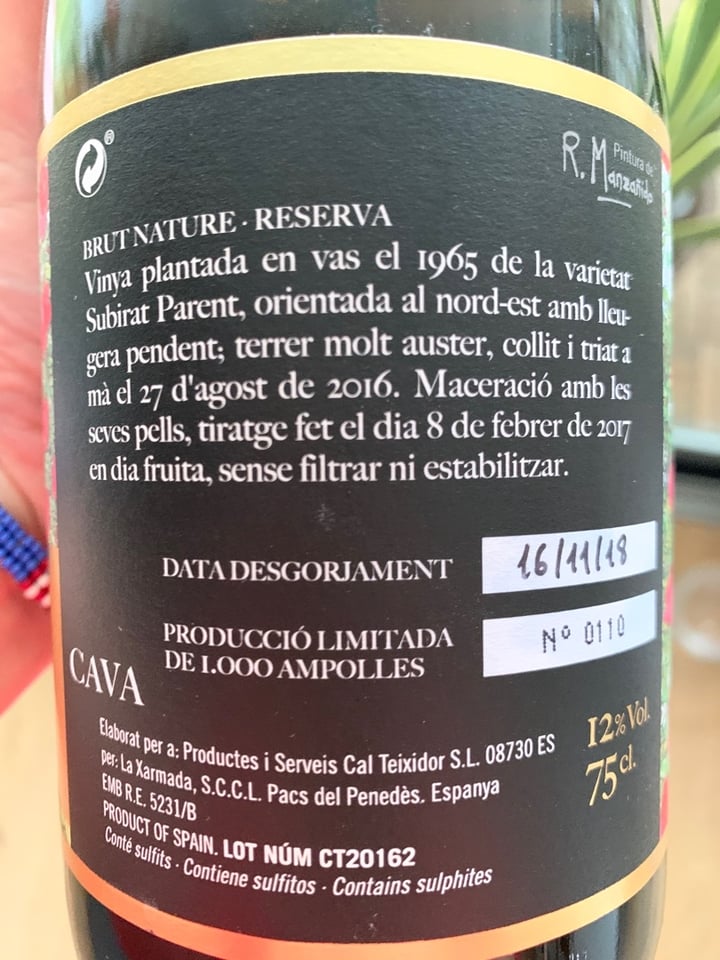 ®
Pintura de:
R. Manzañido
BRUT NATURE · RESERVA
Vinya plantada en vas el 1965 de la varietat
Subirat Parent, orientada al nord-est amb lleu-
gera pendent; terrer molt auster, collit i triat a
mà el 27 d'agost de 2016. Maceració amb les
seves pells, tiratge fet el dia 8 de febrer de 2017
en dia fruita, sense filtrar ni estabilitzar.
DATA DESGORJAMENT 16/11/18
PRODUCCIÓ LIMITADA
DE 1.000 AMPOLLES
Nº 0110
CAVA
Elaborat per a: Productes i Serveis Cal Teixidor S.L. 08730 ES
per: La Xarmada, S.C.C.L. Pacs del Penedès. Espanya
EMB R.E. 5231/B
PRODUCT OF SPAIN. LOT NÚM CT20162
Conté sulfits · Contiene sulfitos · Contains sulphites
12% Vol.
75 cl.